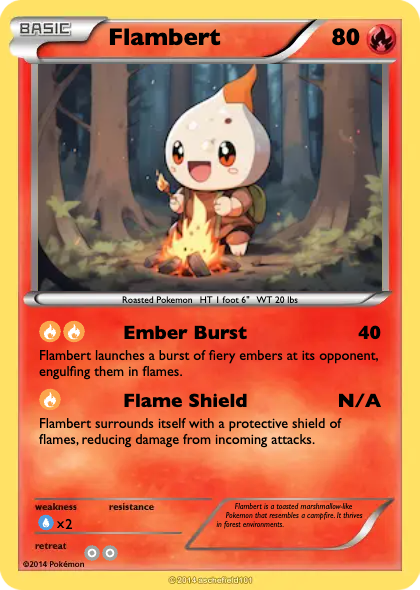 BASIC
Flambert 80
Roasted Pokemon HT 1 foot 6" WT 20 lbs
Ember Burst 40
Flambert launches a burst of fiery embers at its opponent,
engulfing them in flames.
Flame Shield N/A
Flambert surrounds itself with a protective shield of
flames, reducing damage from incoming attacks.
weakness resistance
x2
retreat
Flambert is a toasted marshmallow-like
Pokemon that resembles a campfire. It thrives
in forest environments.
©2014 Pokémon
©2014 aschefield101